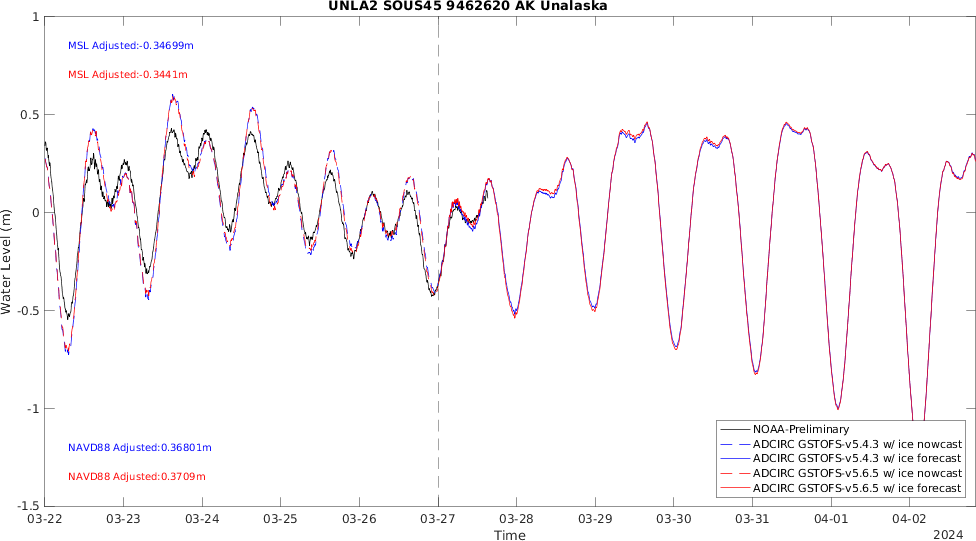 UNLA2 SOUS45 9462620 AK Unalaska
MSL Adjusted:-0.34699m
MSL Adjusted:-0.3441m
Water Level (m)
1
0.5
0
-0.5
-1
-1.5
NAVD88 Adjusted:0.36801m
NAVD88 Adjusted:0.3709m
NOAA-Preliminary
ADCIRC GSTOFS-v5.4.3 w/ ice nowcast
ADCIRC GSTOFS-v5.4.3 w/ ice forecast
ADCIRC GSTOFS-v5.6.5 w/ ice nowcast
ADCIRC GSTOFS-v5.6.5 w/ ice forecast
03-22 03-23 03-24 03-25 03-26 03-27 03-28 03-29 03-30 03-31 04-01 04-02
Time
2024